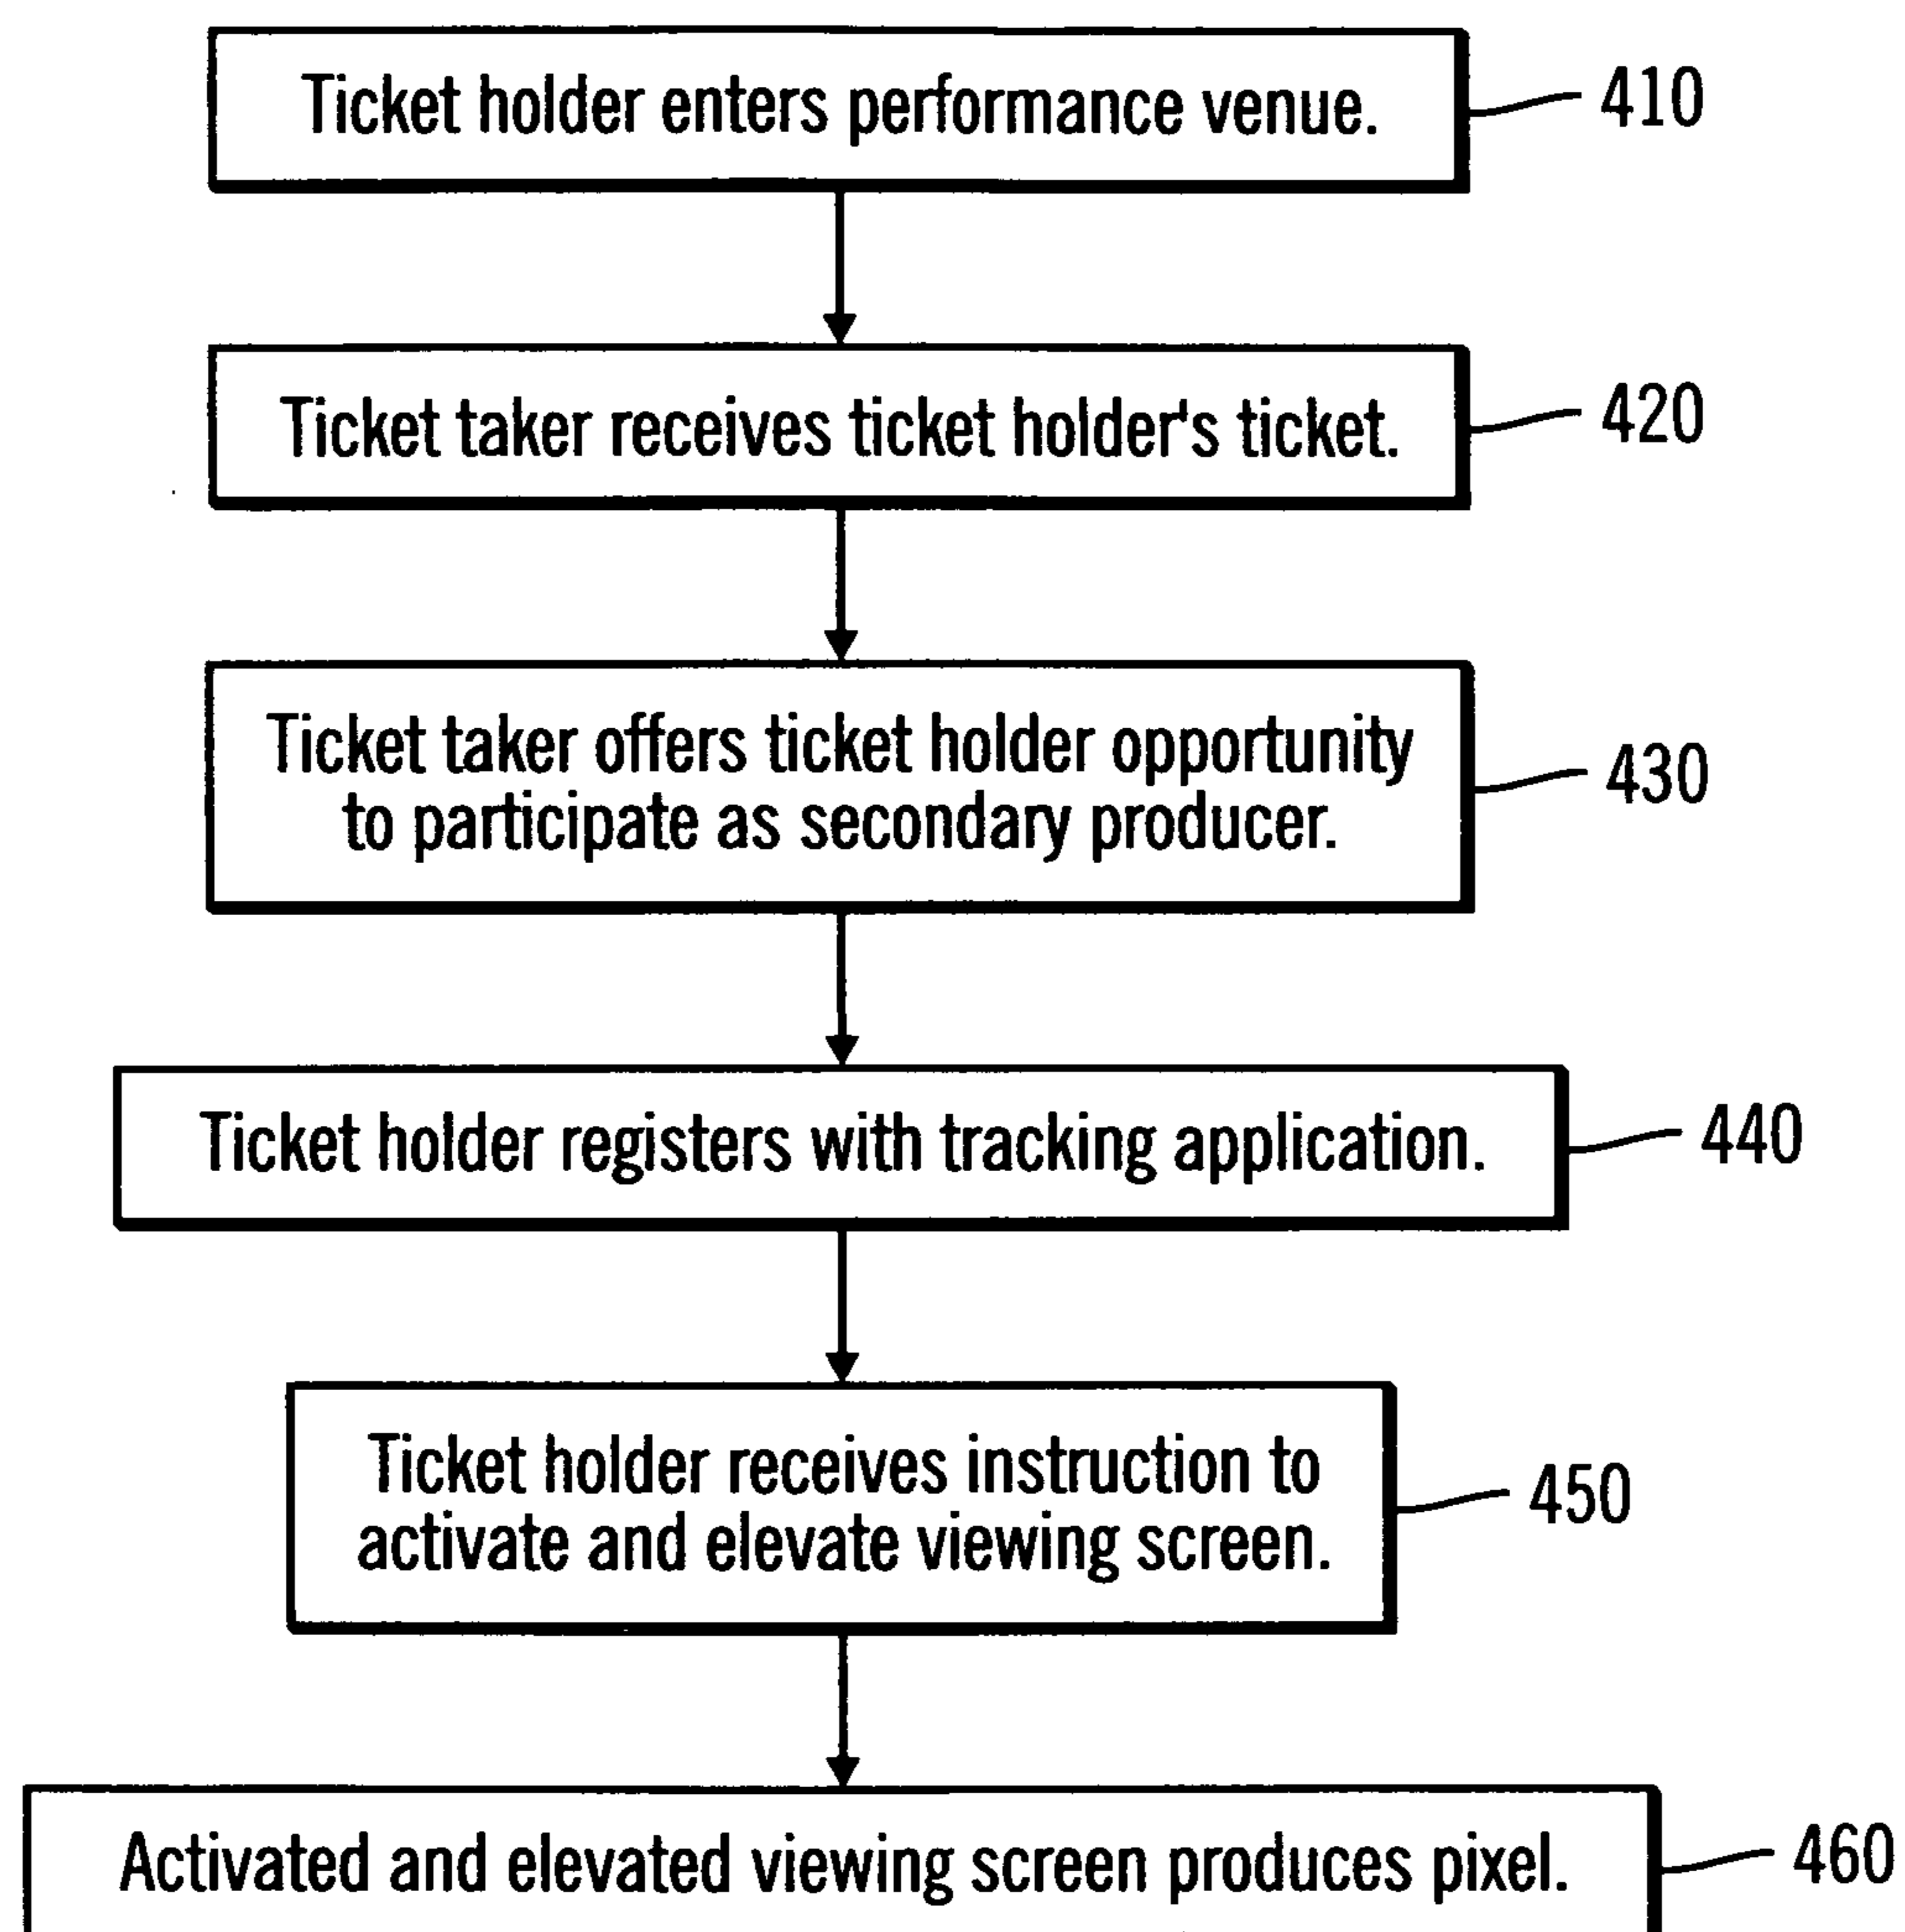 Ticket holder enters performance venue.
410
Ticket taker receives ticket holder's ticket.
420
Ticket taker offers ticket holder opportunity
to participate as secondary producer.
430
Ticket holder registers with tracking application.
440
Ticket holder receives instruction to
activate and elevate viewing screen.
450
Activated and elevated viewing screen produces pixel.
460